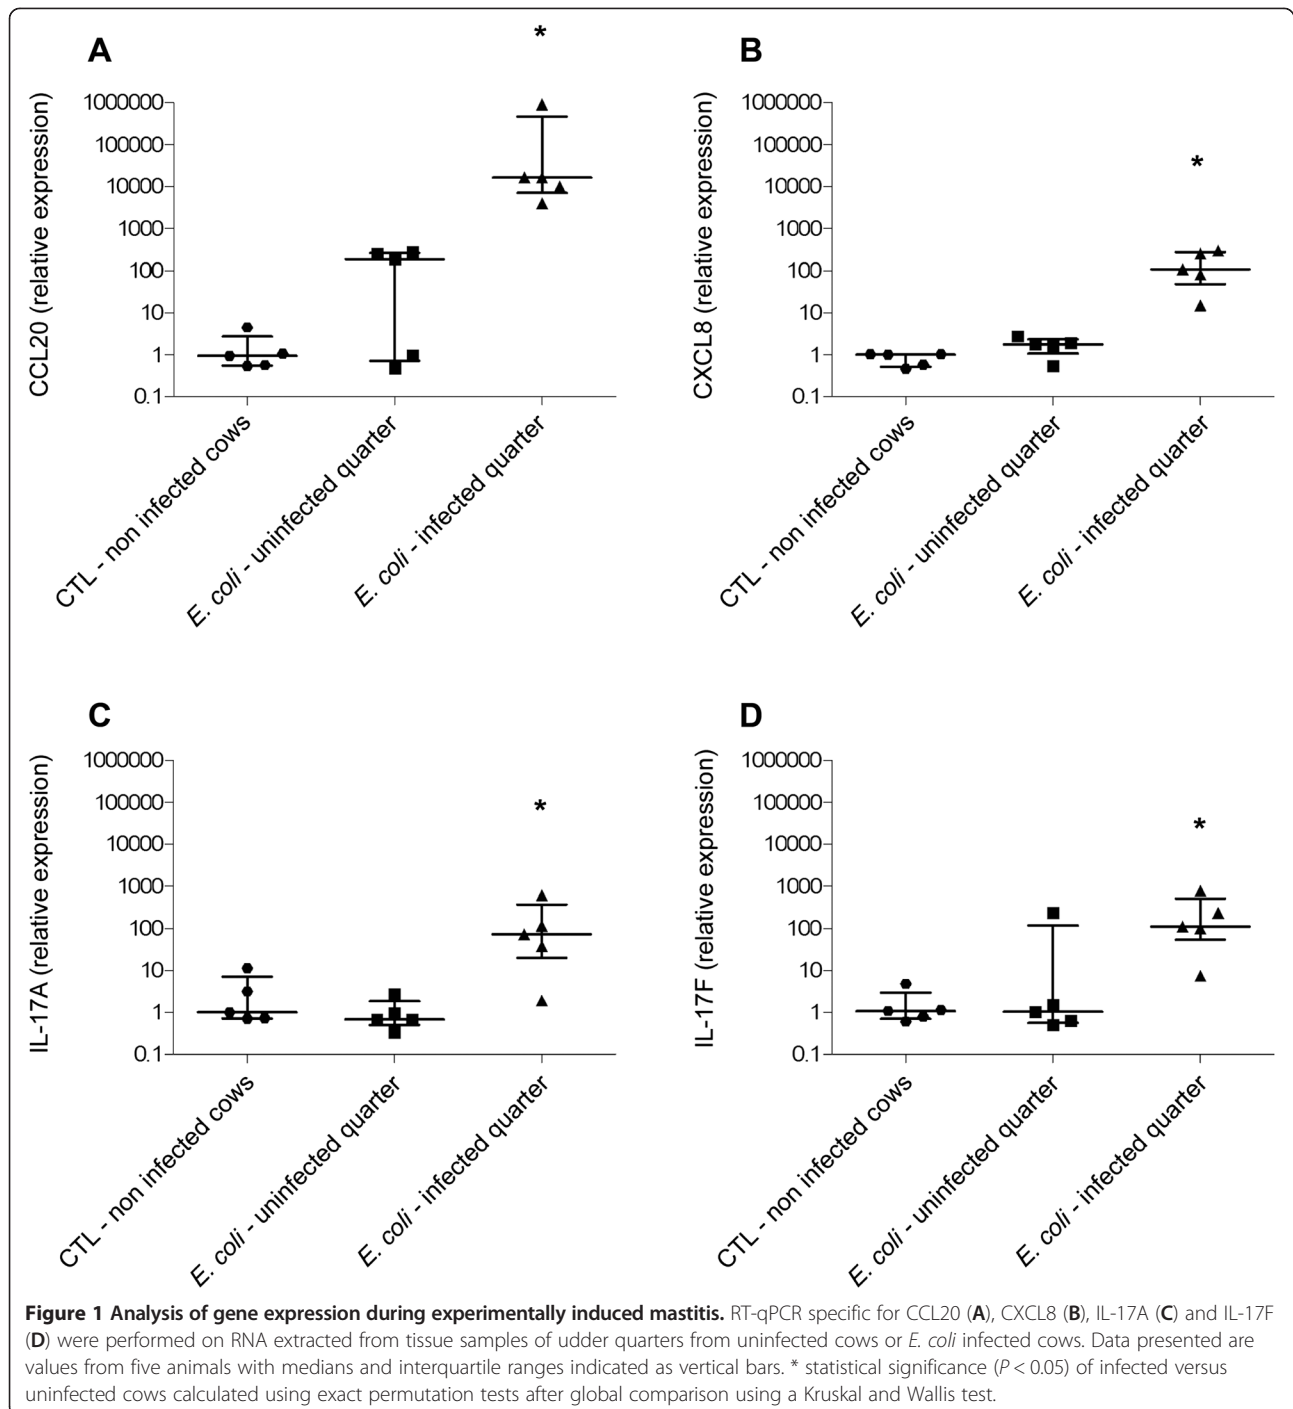 A
*
CCL20 (relative expression)
1000000
100000
10000
1000
100
10
1
0.1
CTL - non infected cows
E. coli - uninfected quarter
E. coli - infected quarter
B
*
CXCL8 (relative expression)
1000000
100000
10000
1000
100
10
1
0.1
CTL - non infected cows
E. coli - uninfected quarter
E. coli - infected quarter
C
*
IL-17A (relative expression)
1000000
100000
10000
1000
100
10
1
0.1
CTL - non infected cows
E. coli - uninfected quarter
E. coli - infected quarter
D
*
IL-17F (relative expression)
1000000
100000
10000
1000
100
10
1
0.1
CTL - non infected cows
E. coli - uninfected quarter
E. coli - infected quarter
Figure 1 Analysis of gene expression during experimentally induced mastitis. RT-qPCR specific for CCL20 (A), CXCL8 (B), IL-17A (C) and IL-17F
(D) were performed on RNA extracted from tissue samples of udder quarters from uninfected cows or E. coli infected cows. Data presented are
values from five animals with medians and interquartile ranges indicated as vertical bars. * statistical significance (P < 0.05) of infected versus
uninfected cows calculated using exact permutation tests after global comparison using a Kruskal and Wallis test.